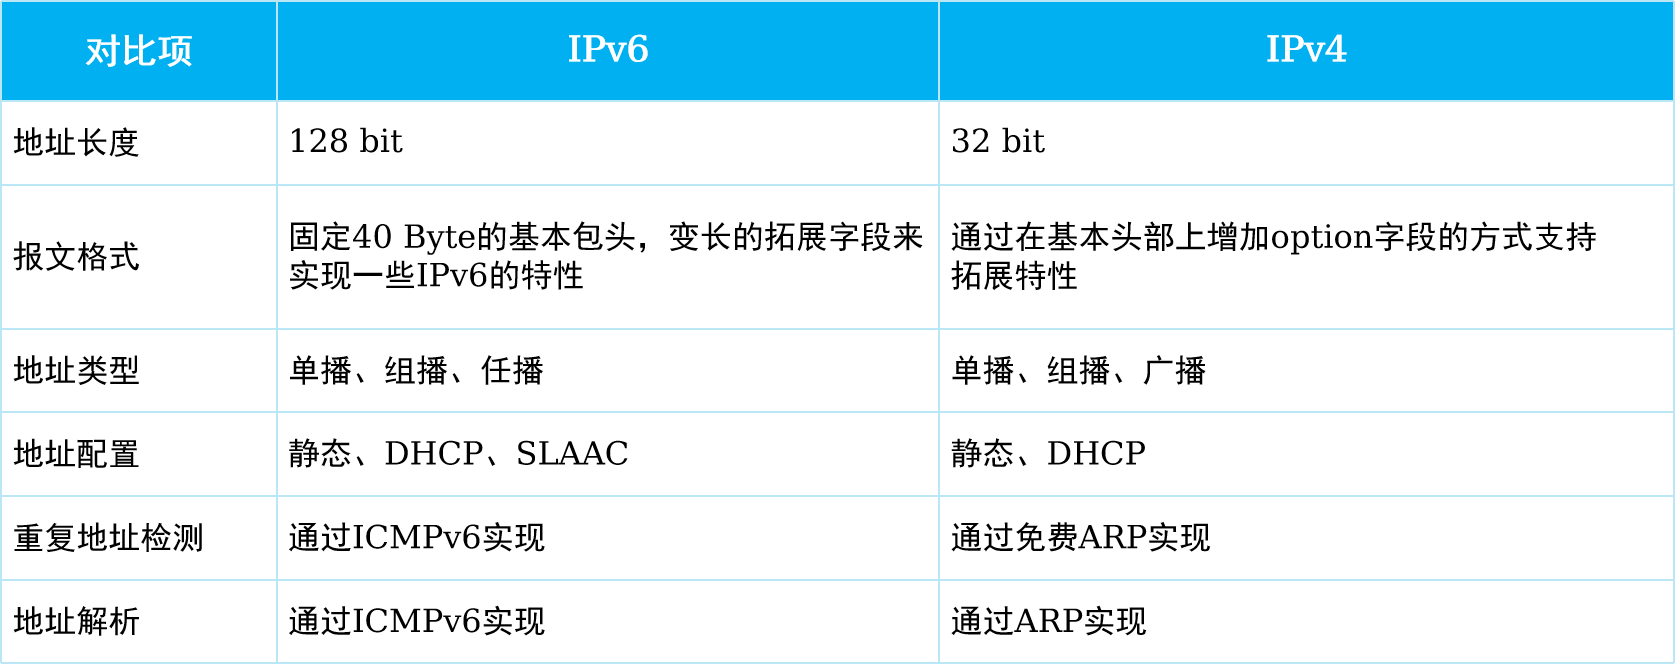 对比项
IPv6
IPv4
地址长度
128 bit
32 bit
报文格式
固定40 Byte的基本包头，变长的拓展字段来
实现一些IPv6的特性
通过在基本头部上增加option字段的方式支持
拓展特性
地址类型
单播、组播、任播
单播、组播、广播
地址配置
静态、DHCP、SLAAC
静态、DHCP
重复地址检测
通过ICMPv6实现
通过免费ARP实现
地址解析
通过ICMPv6实现
通过ARP实现